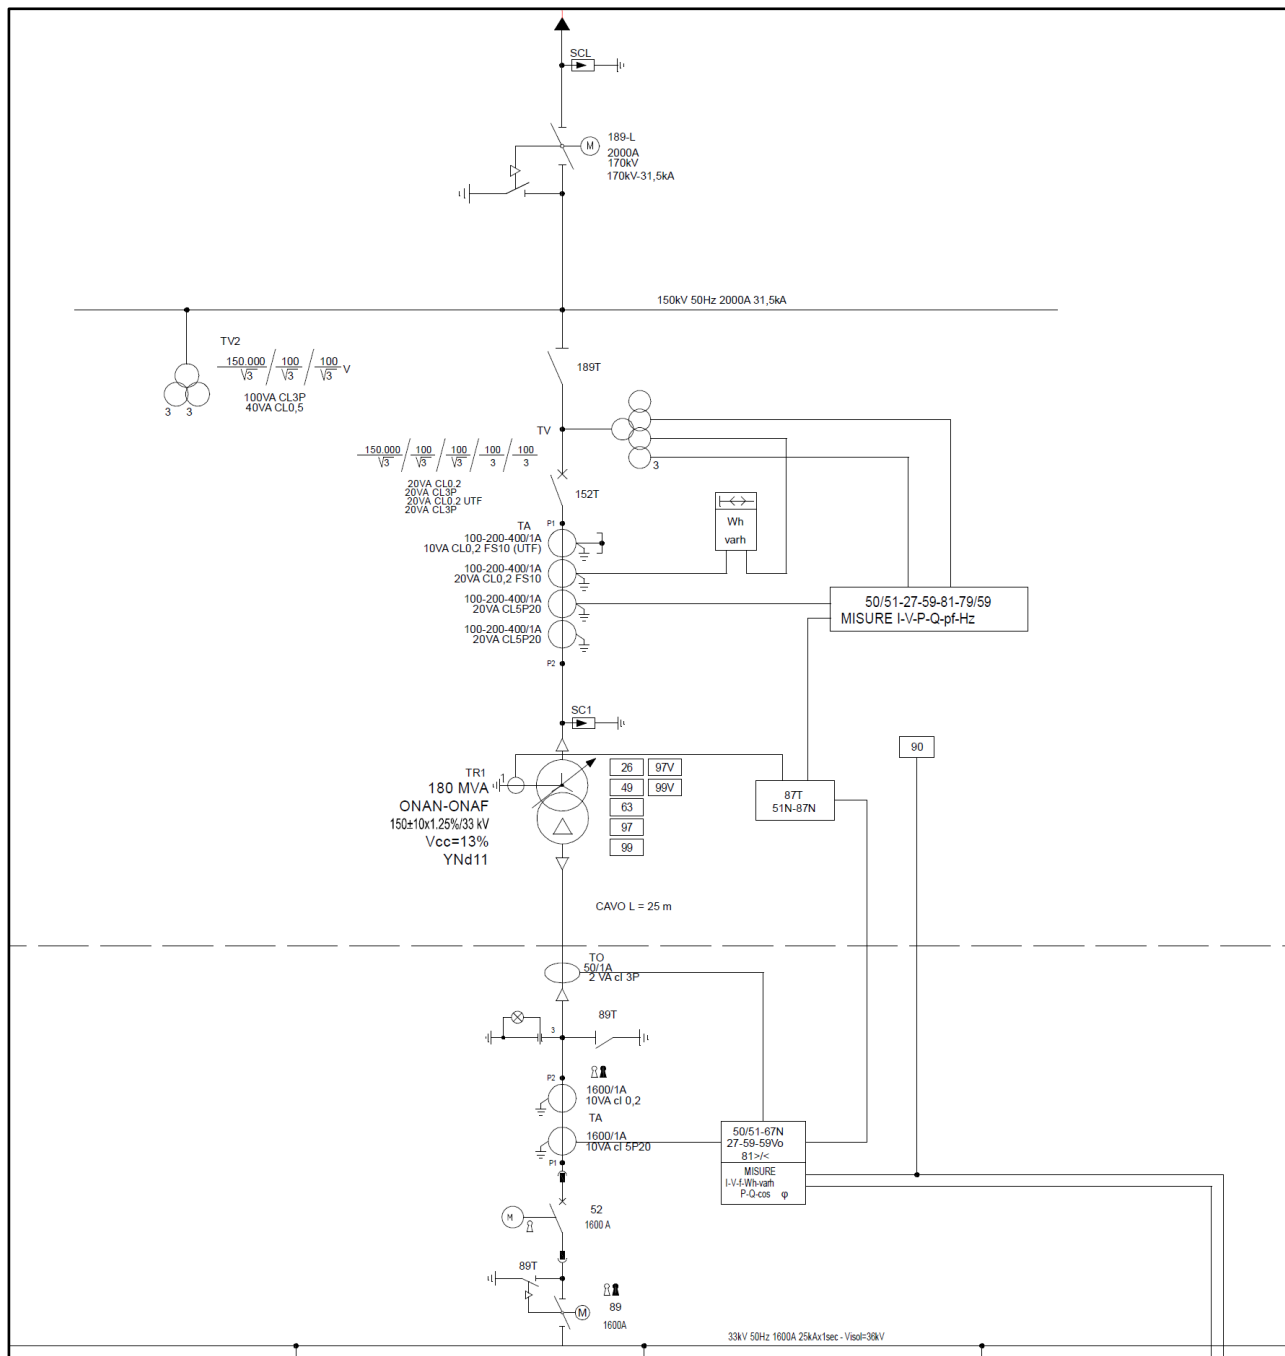 SCL
M
189-L
2000A
170kV
170kV-31,5kA
150kV 50Hz 2000A 31,5kA
TV2
150.000/√3 / 100/√3 / 100/√3 V
100VA CL3P
40VA CL0,5
3 3
189T
TV
3
150.000/√3 / 100/√3 / 100/√3 / 100/3 / 100/3
20VA CL0.2
20VA CL3P
20VA CL0.2 UTF
20VA CL3P
152T
Wh
varh
P1
TA
100-200-400/1A
10VA CL0,2 FS10 (UTF)
100-200-400/1A
20VA CL0,2 FS10
100-200-400/1A
20VA CL5P20
100-200-400/1A
20VA CL5P20
P2
50/51-27-59-81-79/59
MISURE I-V-P-Q-pf-Hz
SC1
90
TR1
180 MVA
ONAN-ONAF
150±10x1.25%/33 kV
Vcc=13%
YNd11
1
26 97V
49 99V
63
97
99
87T
51N-87N
CAVO L = 25 m
TO
50/1A
2 VA cl 3P
89T
3
P2
1600/1A
10VA cl 0,2
TA
1600/1A
10VA cl 5P20
P1
50/51-67N
27-59-59Vo
81>/<
MISURE
I-V-f-Wh-varh
P-Q-cos φ
M
52
1600 A
89T
M
89
1600A
33kV 50Hz 1600A 25kAx1sec - Visol=36kV